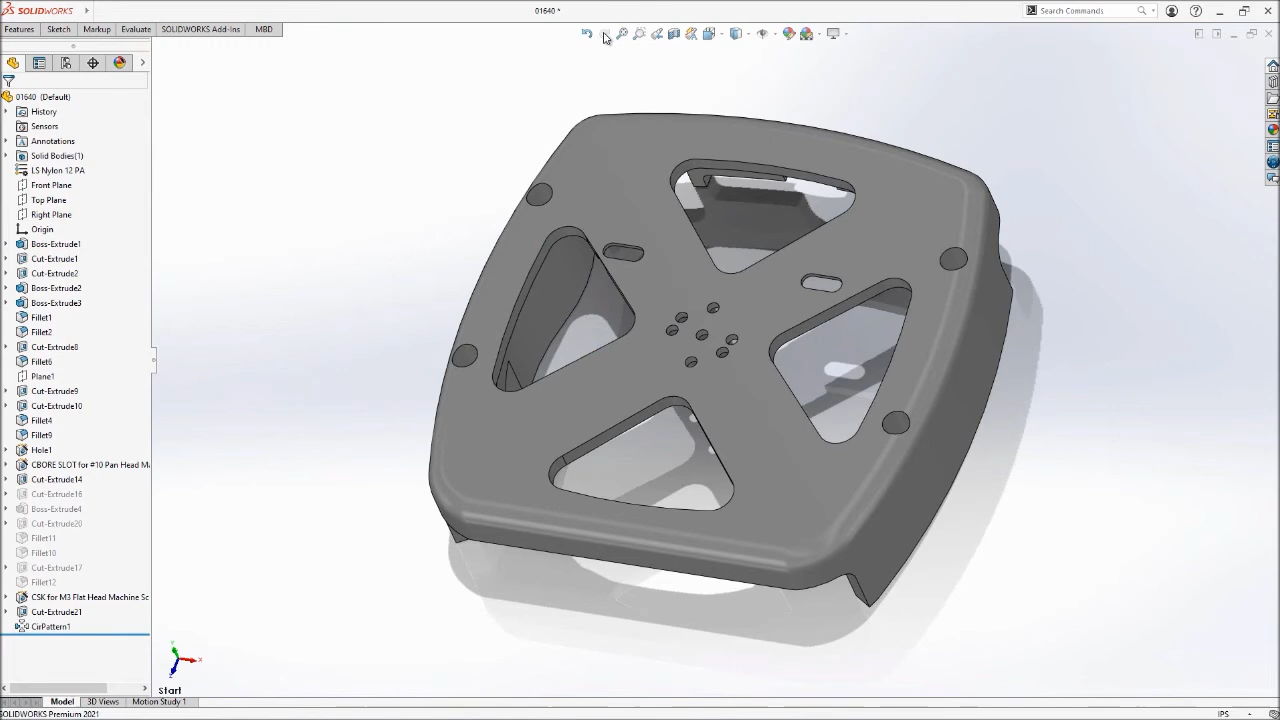 SOLIDWORKS
01640 *
Search Commands
Features Sketch Markup Evaluate SOLIDWORKS Add-Ins MBD
01640 (Default)
History
Sensors
Annotations
Solid Bodies(1)
LS Nylon 12 PA
Front Plane
Top Plane
Right Plane
Origin
Boss-Extrude1
Cut-Extrude1
Cut-Extrude2
Boss-Extrude2
Boss-Extrude3
Fillet1
Fillet2
Cut-Extrude8
Fillet6
Plane1
Cut-Extrude9
Cut-Extrude10
Fillet4
Fillet9
Hole1
CBORE SLOT for #10 Pan Head M
Cut-Extrude14
Cut-Extrude16
Boss-Extrude4
Cut-Extrude20
Fillet11
Fillet10
Cut-Extrude17
Fillet12
CSK for M3 Flat Head Machine Sc
Cut-Extrude21
CirPattern1
Y
X
Z
Start
Model 3D Views Motion Study 1
SOLIDWORKS Premium 2021
IPS